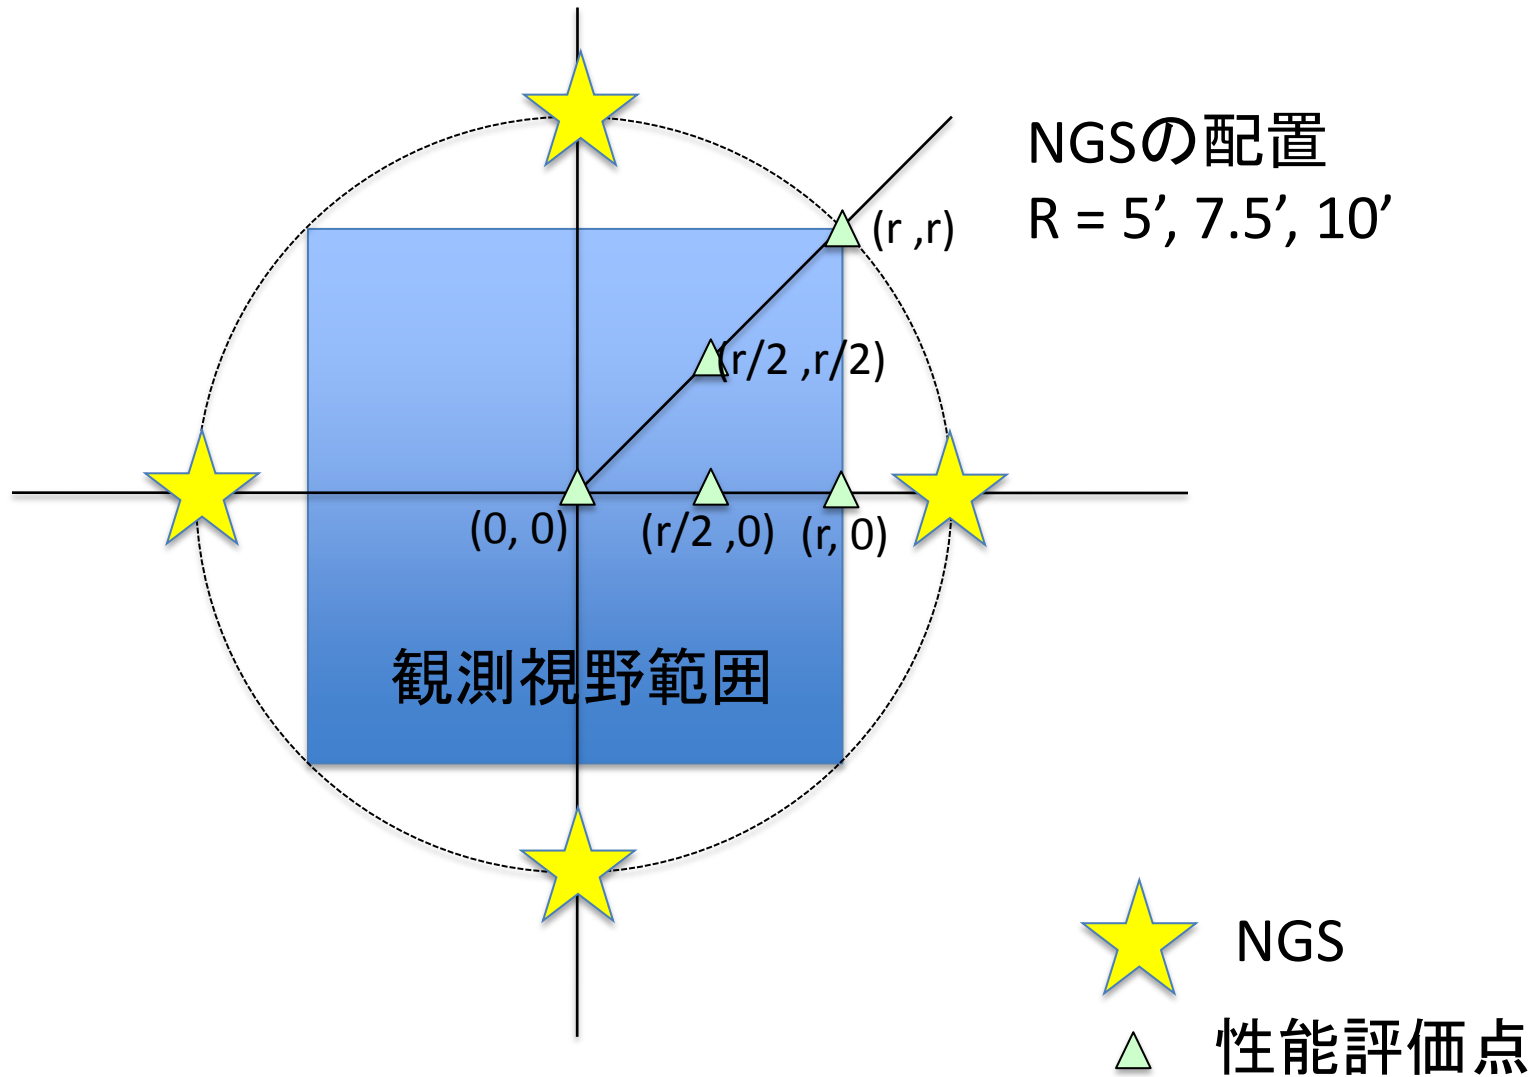 NGSの配置
R = 5’, 7.5’, 10’
(r ,r)
(r/2 ,r/2)
(0, 0)
(r/2 ,0)
(r, 0)
観測視野範囲
NGS
性能評価点